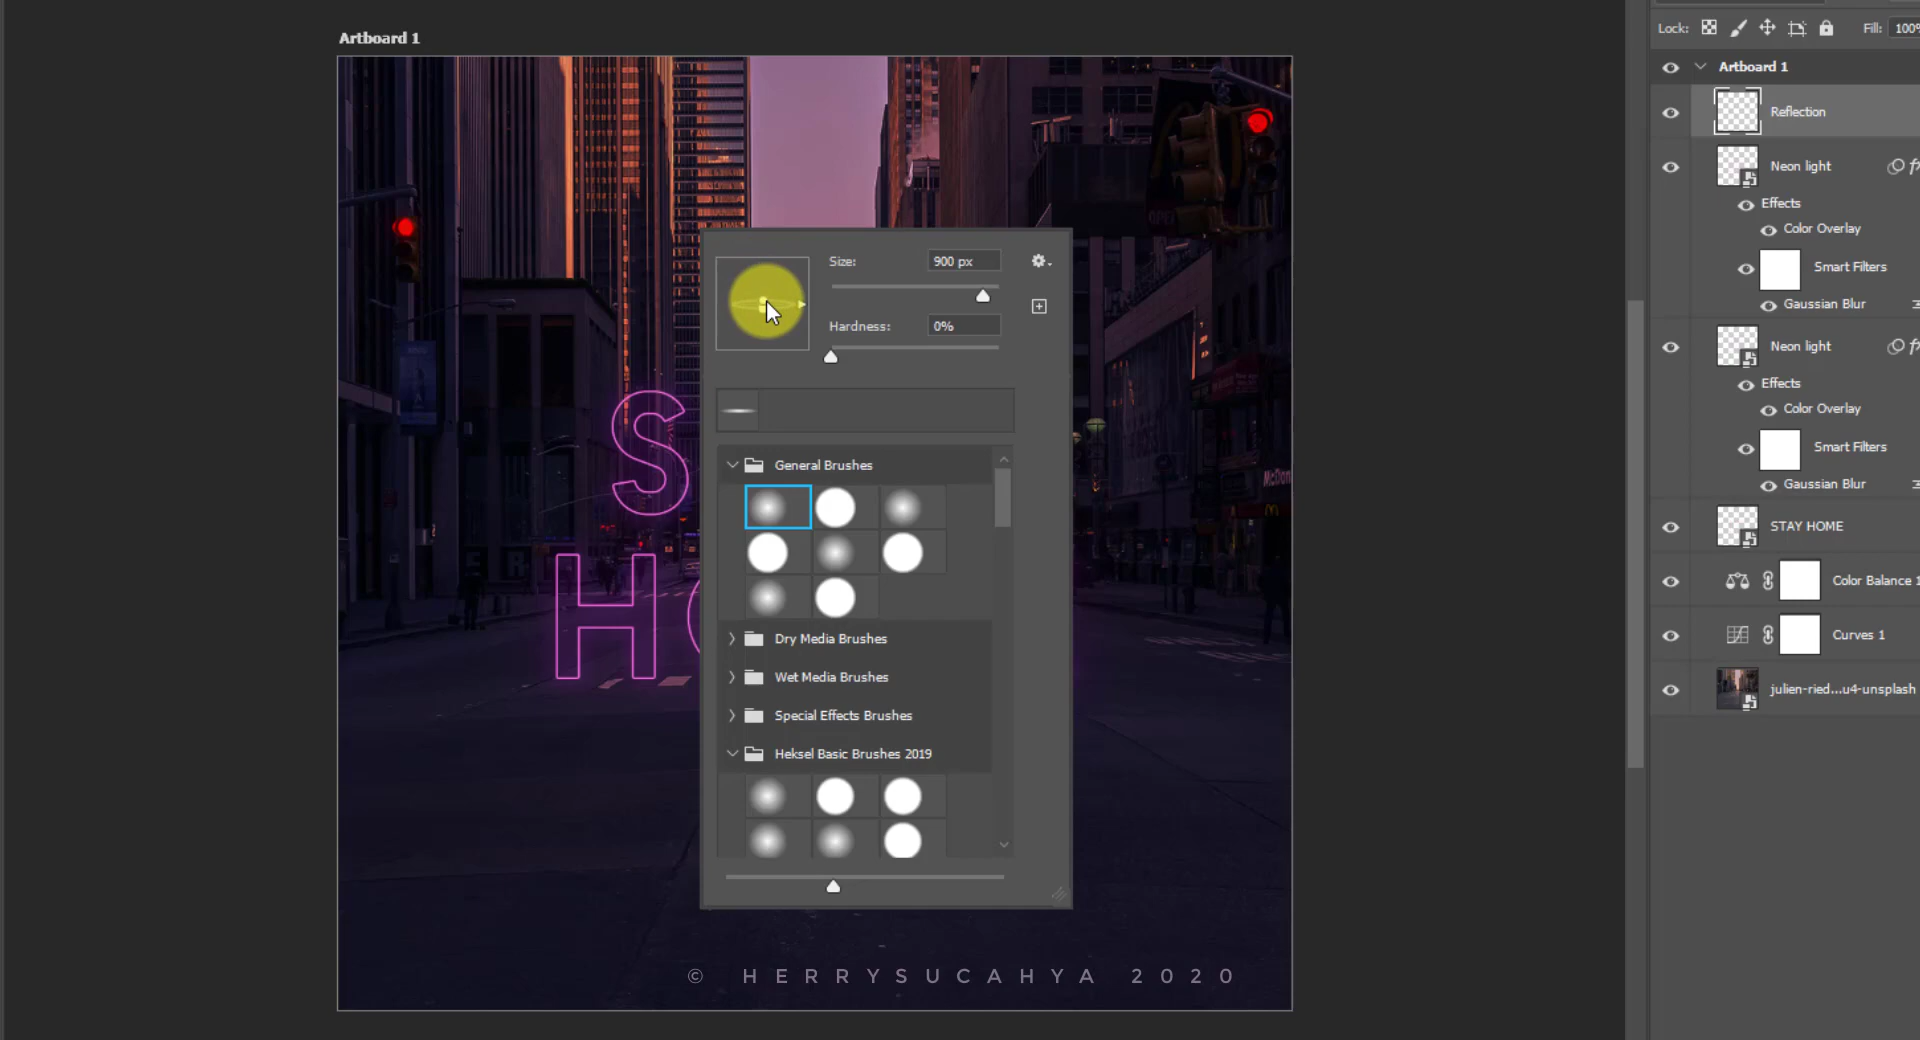 Artboard 1
Lock:
Fill: 100%
Artboard 1
Reflection
Neon light
Effects
Color Overlay
Smart Filters
Gaussian Blur
Neon light
Effects
Color Overlay
Smart Filters
Gaussian Blur
STAY HOME
Color Balance 1
Curves 1
julien-ried...u4-unsplash
Size: 900 px
Hardness: 0%
General Brushes
Dry Media Brushes
Wet Media Brushes
Special Effects Brushes
Heksel Basic Brushes 2019
S
HO
© HERRYSUCAHYA 2020